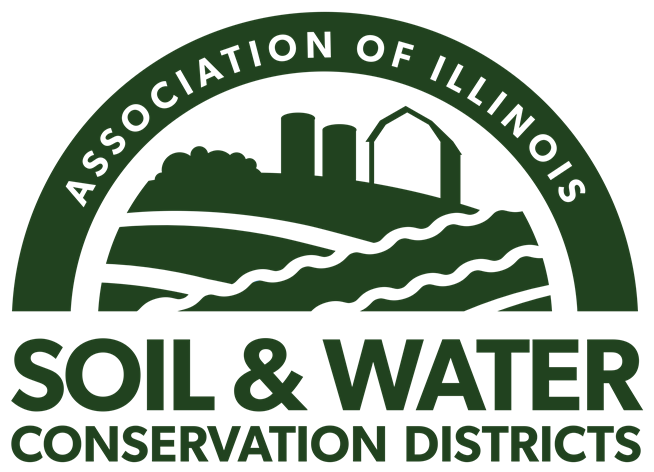 ASSOCIATION OF ILLINOIS
SOIL & WATER
CONSERVATION DISTRICTS